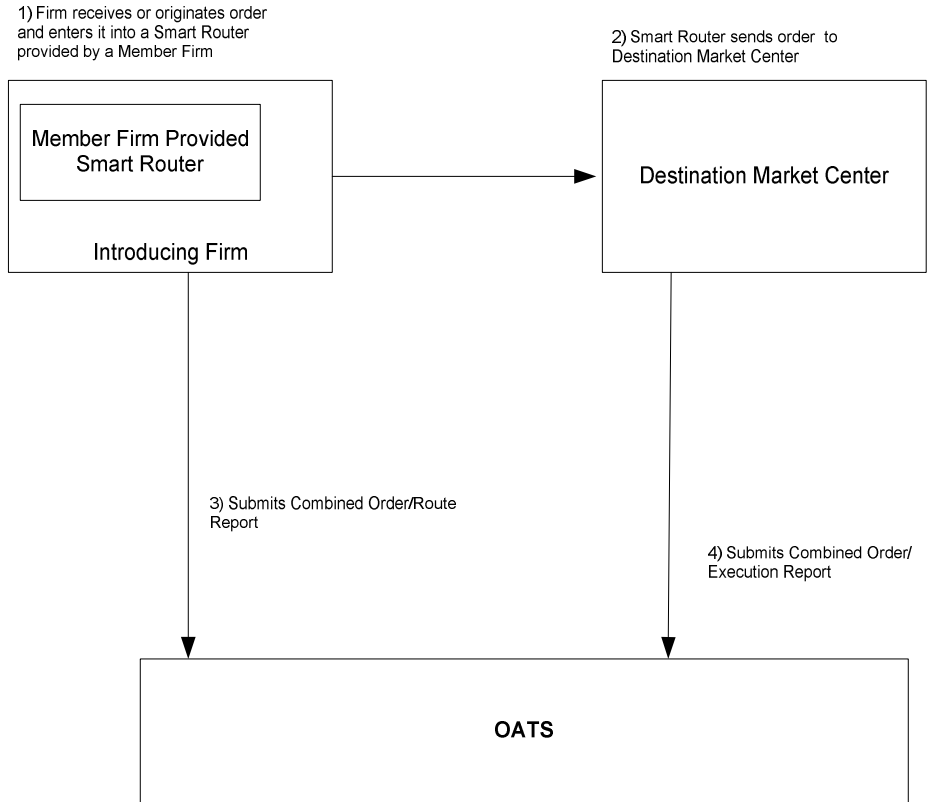 1) Firm receives or originates order
and enters it into a Smart Router
provided by a Member Firm
2) Smart Router sends order to
Destination Market Center
Member Firm Provided
Smart Router
Introducing Firm
Destination Market Center
3) Submits Combined Order/Route
Report
4) Submits Combined Order/
Execution Report
OATS